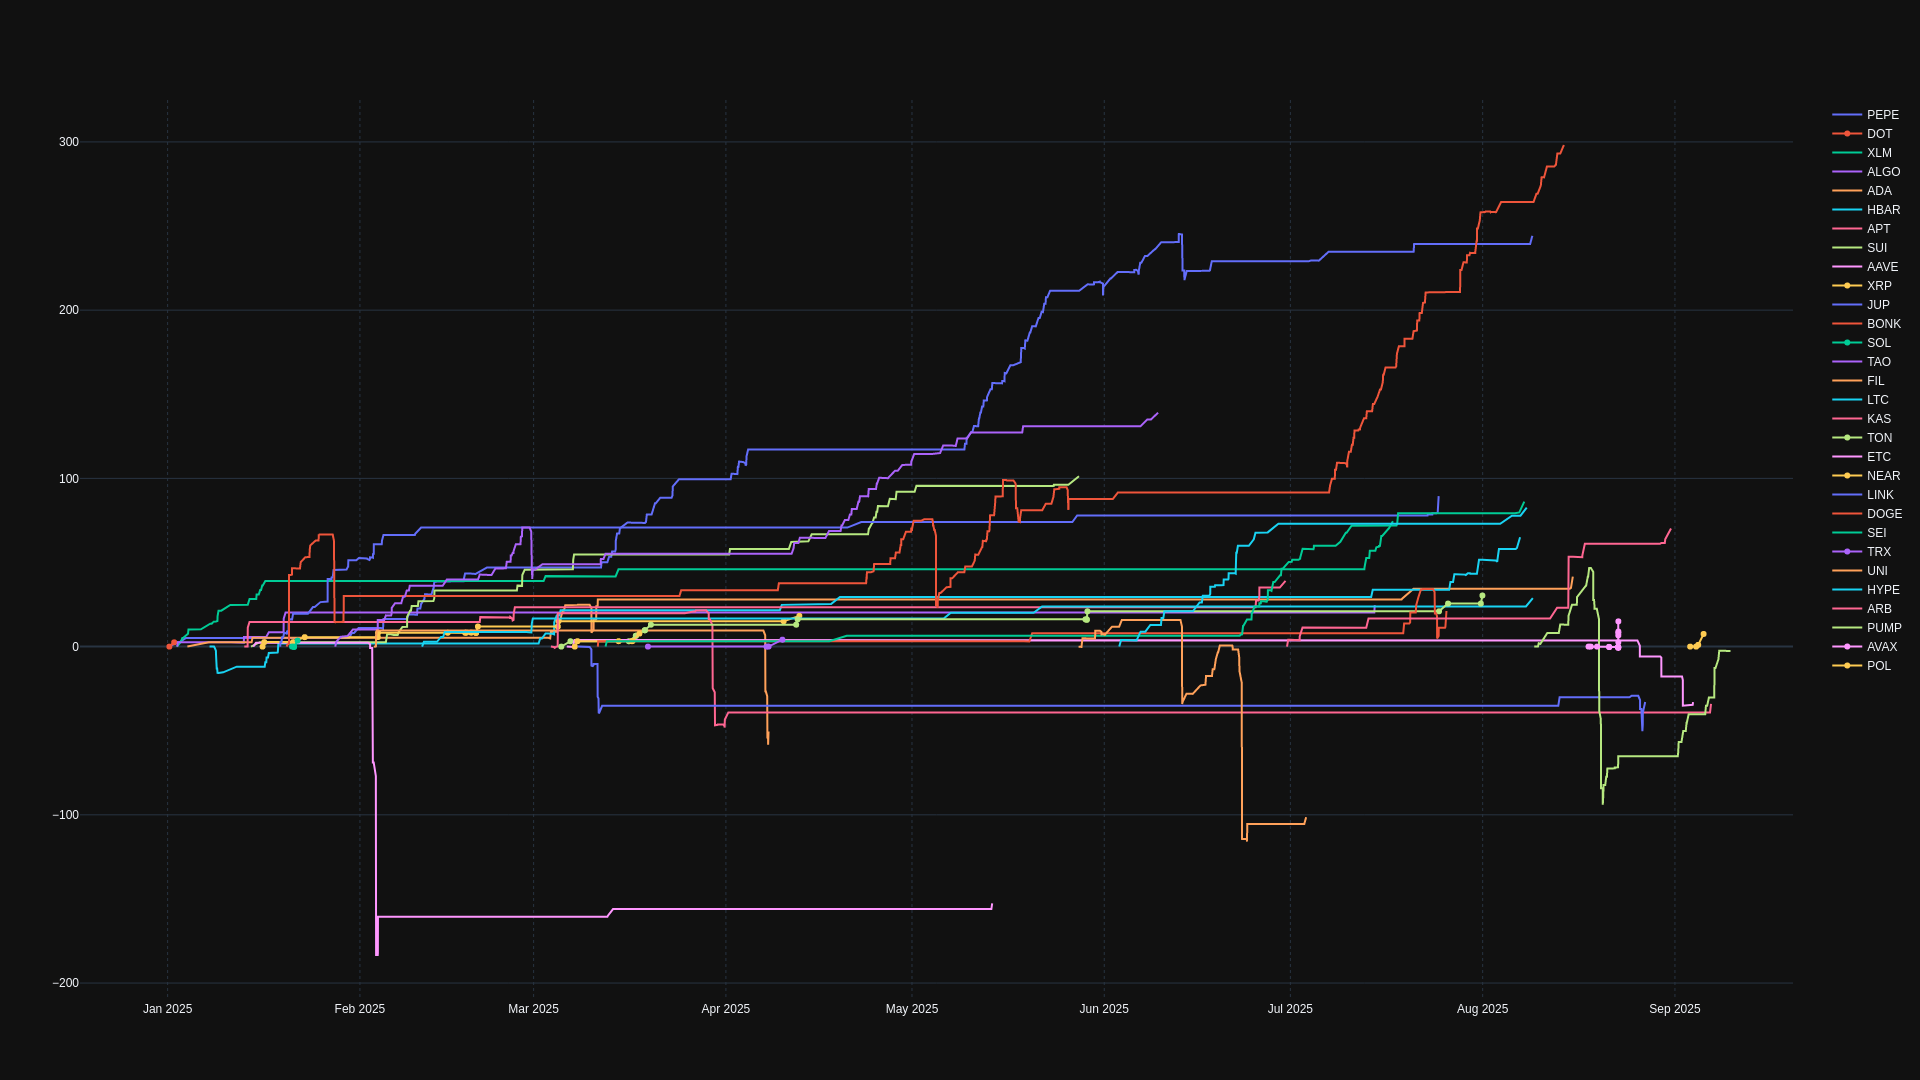 300
200
100
0
−100
−200
Jan 2025
Feb 2025
Mar 2025
Apr 2025
May 2025
Jun 2025
Jul 2025
Aug 2025
Sep 2025
PEPE
DOT
XLM
ALGO
ADA
HBAR
APT
SUI
AAVE
XRP
JUP
BONK
SOL
TAO
FIL
LTC
KAS
TON
ETC
NEAR
LINK
DOGE
SEI
TRX
UNI
HYPE
ARB
PUMP
AVAX
POL